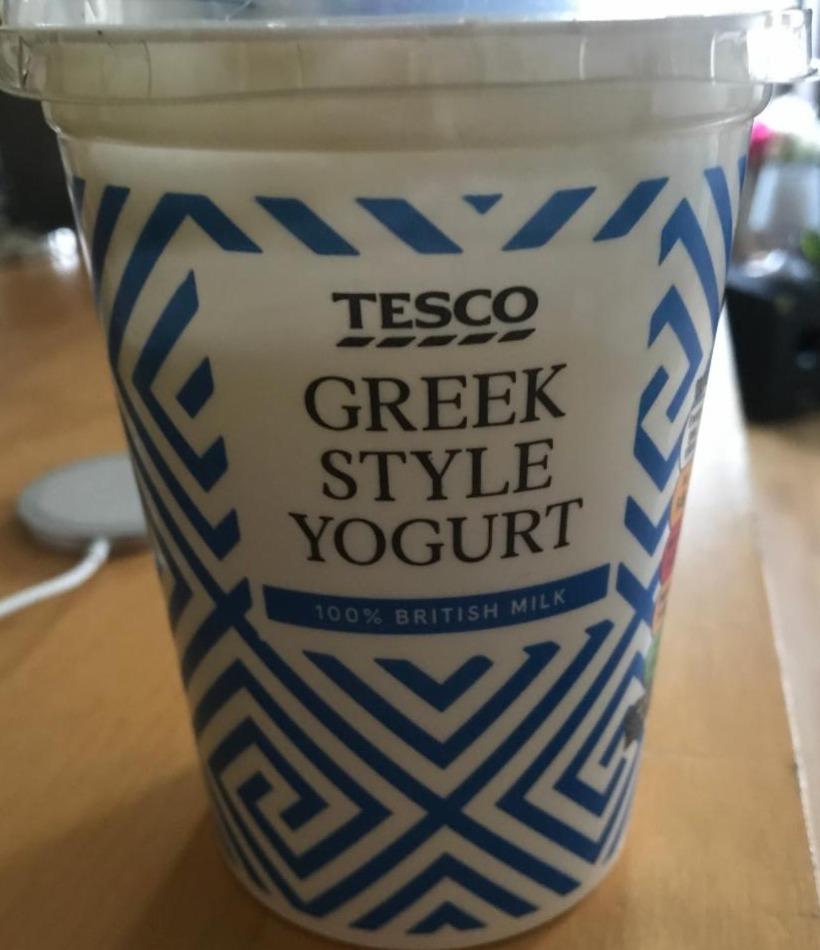 TESCO
GREEK
STYLE
YOGURT
100% BRITISH MILK